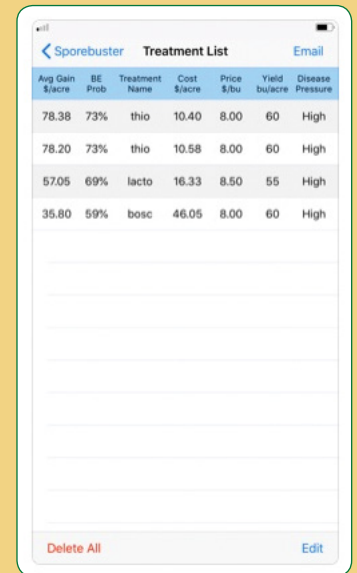 Sporebuster Treatment List Email
Avg Gain $/acre BE Prob Treatment Name Cost $/acre Price $/bu Yield bu/acre Disease Pressure
78.38 73% thio 10.40 8.00 60 High
78.20 73% thio 10.58 8.00 60 High
57.05 69% lacto 16.33 8.50 55 High
35.80 59% bosc 46.05 8.00 60 High
Delete All Edit